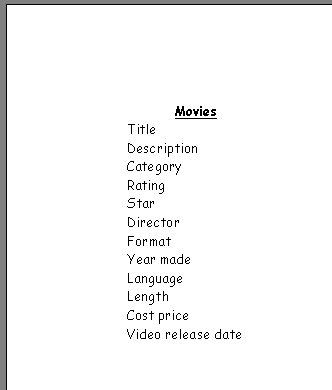 Movies
Title
Description
Category
Rating
Star
Director
Format
Year made
Language
Length
Cost price
Video release date